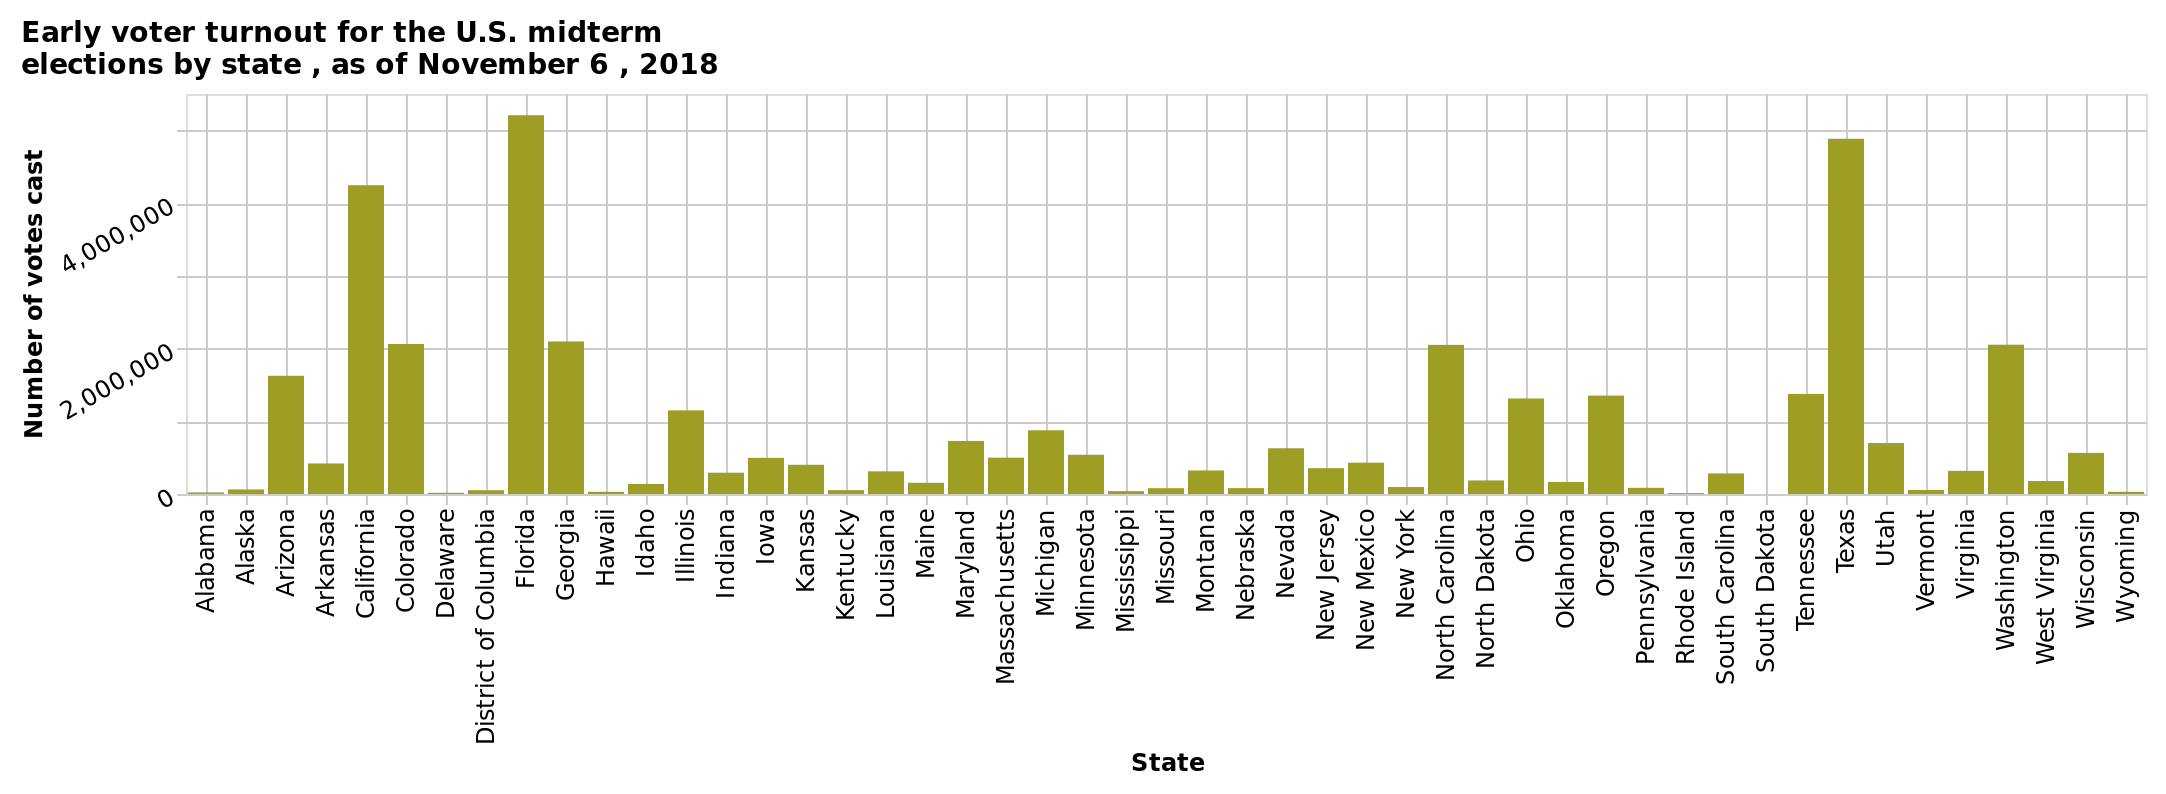 Early voter turnout for the U.S. midterm
elections by state , as of November 6 , 2018
Number of votes cast
4,000,000
2,000,000
0
Alabama
Alaska
Arizona
Arkansas
California
Colorado
Delaware
District of Columbia
Florida
Georgia
Hawaii
Idaho
Illinois
Indiana
Iowa
Kansas
Kentucky
Louisiana
Maine
Maryland
Massachusetts
Michigan
Minnesota
Mississippi
Missouri
Montana
Nebraska
Nevada
New Jersey
New Mexico
New York
North Carolina
North Dakota
Ohio
Oklahoma
Oregon
Pennsylvania
Rhode Island
South Carolina
South Dakota
Tennessee
Texas
Utah
Vermont
Virginia
Washington
West Virginia
Wisconsin
Wyoming
State